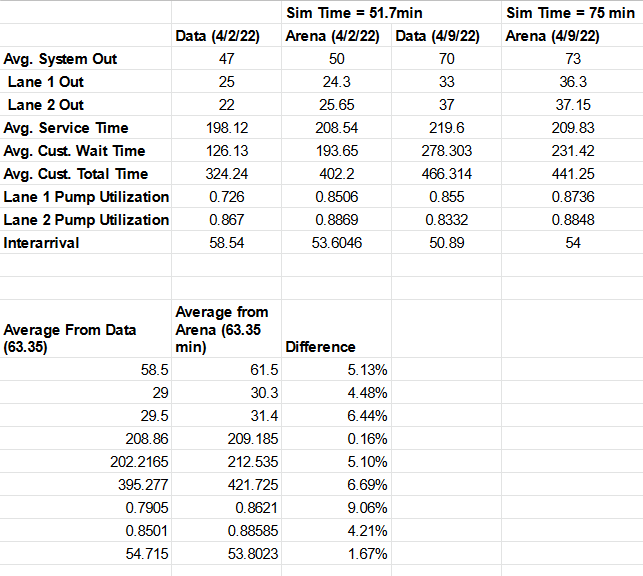 Sim Time = 51.7min Sim Time = 75 min
Data (4/2/22) Arena (4/2/22) Data (4/9/22) Arena (4/9/22)
Avg. System Out 47 50 70 73
Lane 1 Out 25 24.3 33 36.3
Lane 2 Out 22 25.65 37 37.15
Avg. Service Time 198.12 208.54 219.6 209.83
Avg. Cust. Wait Time 126.13 193.65 278.303 231.42
Avg. Cust. Total Time 324.24 402.2 466.314 441.25
Lane 1 Pump Utilization 0.726 0.8506 0.855 0.8736
Lane 2 Pump Utilization 0.867 0.8869 0.8332 0.8848
Interarrival 58.54 53.6046 50.89 54
Average From Data
(63.35)
Average from
Arena (63.35
min)
Difference
58.5 61.5 5.13%
29 30.3 4.48%
29.5 31.4 6.44%
208.86 209.185 0.16%
202.2165 212.535 5.10%
395.277 421.725 6.69%
0.7905 0.8621 9.06%
0.8501 0.88585 4.21%
54.715 53.8023 1.67%